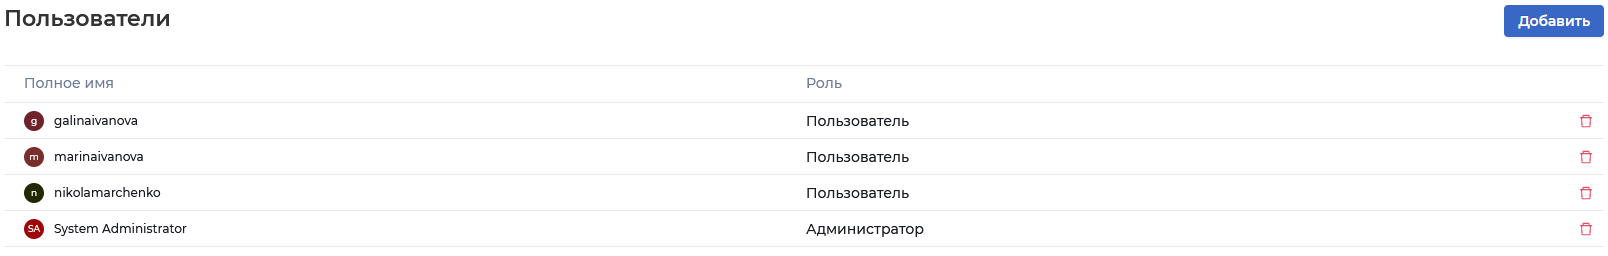 Пользователи
Добавить
Полное имя Роль
g galinaivanova Пользователь
m marinaivanova Пользователь
n nikolamarchenko Пользователь
SA System Administrator Администратор